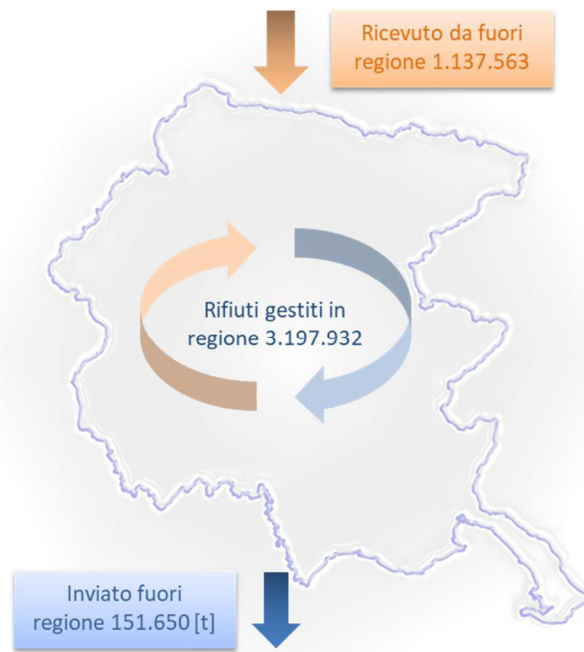 Ricevuto da fuori
regione 1.137.563
Rifiuti gestiti in
regione 3.197.932
Inviato fuori
regione 151.650 [t]